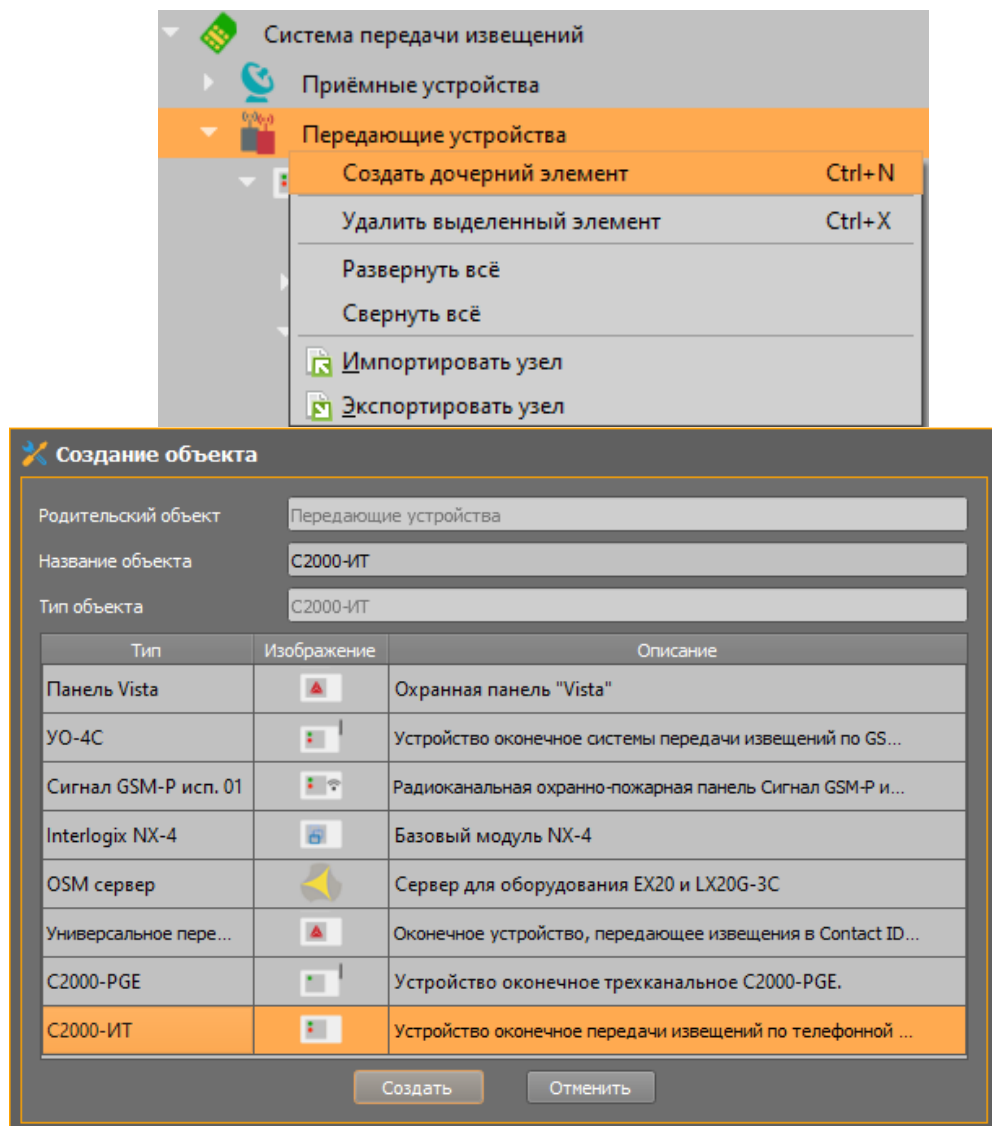 Система передачи извещений
Приёмные устройства
Передающие устройства
Создать дочерний элемент Ctrl+N
Удалить выделенный элемент Ctrl+X
Развернуть всё
Свернуть всё
Импортировать узел
Экспортировать узел
Создание объекта
Родительский объект Передающие устройства
Название объекта С2000-ИТ
Тип объекта С2000-ИТ
Тип Изображение Описание
Панель Vista Охранная панель "Vista"
УО-4С Устройство оконечное системы передачи извещений по GS...
Сигнал GSM-P исп. 01 Радиоканальная охранно-пожарная панель Сигнал GSM-P и...
Interlogix NX-4 Базовый модуль NX-4
OSM сервер Сервер для оборудования EX20 и LX20G-3C
Универсальное пере... Оконечное устройство, передающее извещения в Contact ID...
С2000-PGE Устройство оконечное трехканальное С2000-PGE.
С2000-ИТ Устройство оконечное передачи извещений по телефонной ...
Создать Отменить